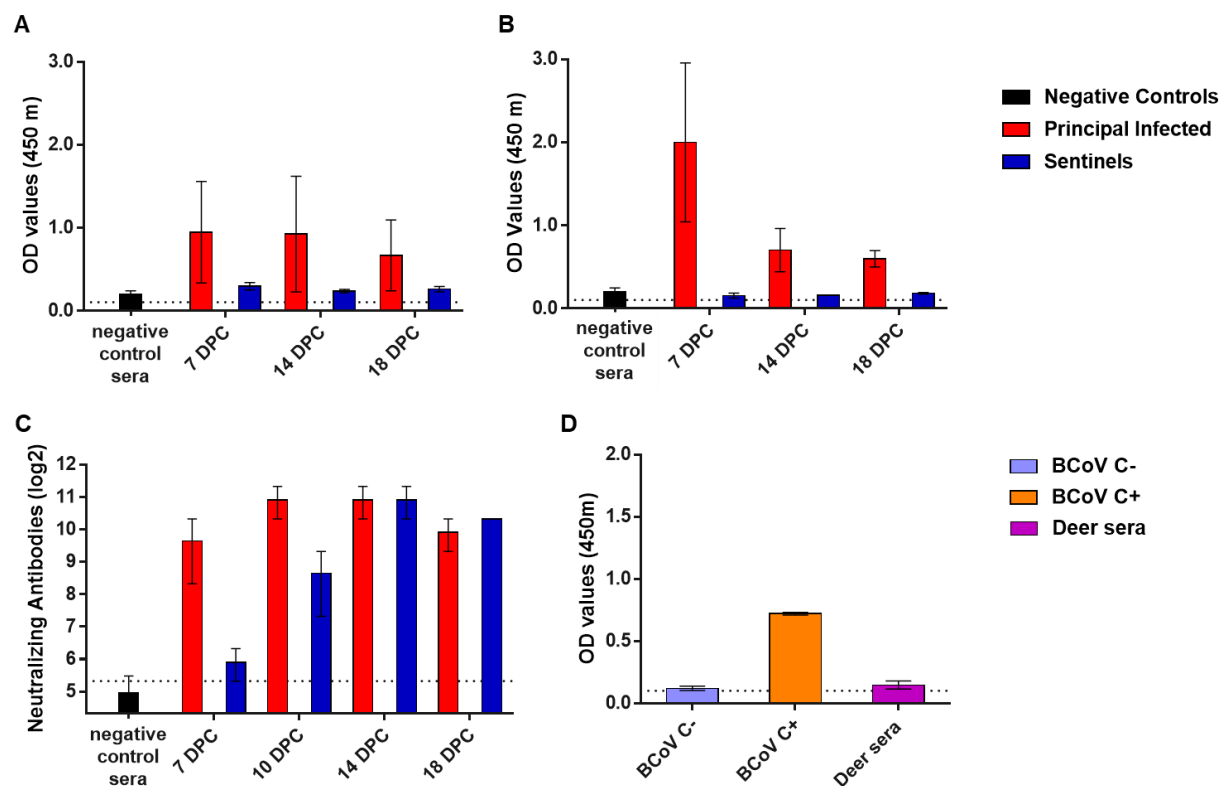 A
OD values (450 m)
3.0
2.0
1.0
0.0
negative
control
sera
7 DPC
14 DPC
18 DPC
B
OD Values (450 m)
3.0
2.0
1.0
0.0
negative
control
sera
7 DPC
14 DPC
18 DPC
Negative Controls
Principal Infected
Sentinels
C
Neutralizing Antibodies (log2)
12
11
10
9
8
7
6
5
negative
control
sera
7 DPC
10 DPC
14 DPC
18 DPC
D
OD values (450m)
2.0
1.5
1.0
0.5
0.0
BCoV C-
BCoV C+
Deer sera
BCoV C-
BCoV C+
Deer sera